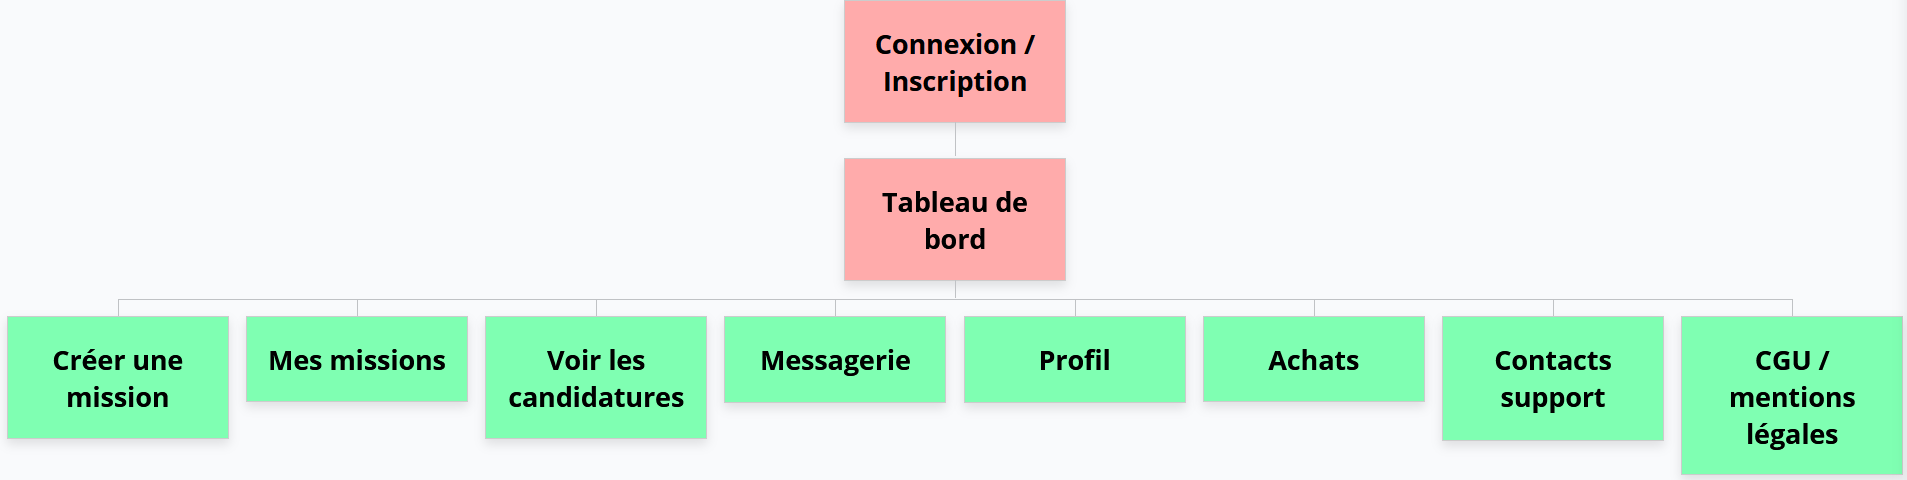 Connexion /
Inscription
Tableau de
bord
Créer une
mission
Mes missions
Voir les
candidatures
Messagerie
Profil
Achats
Contacts
support
CGU /
mentions
légales